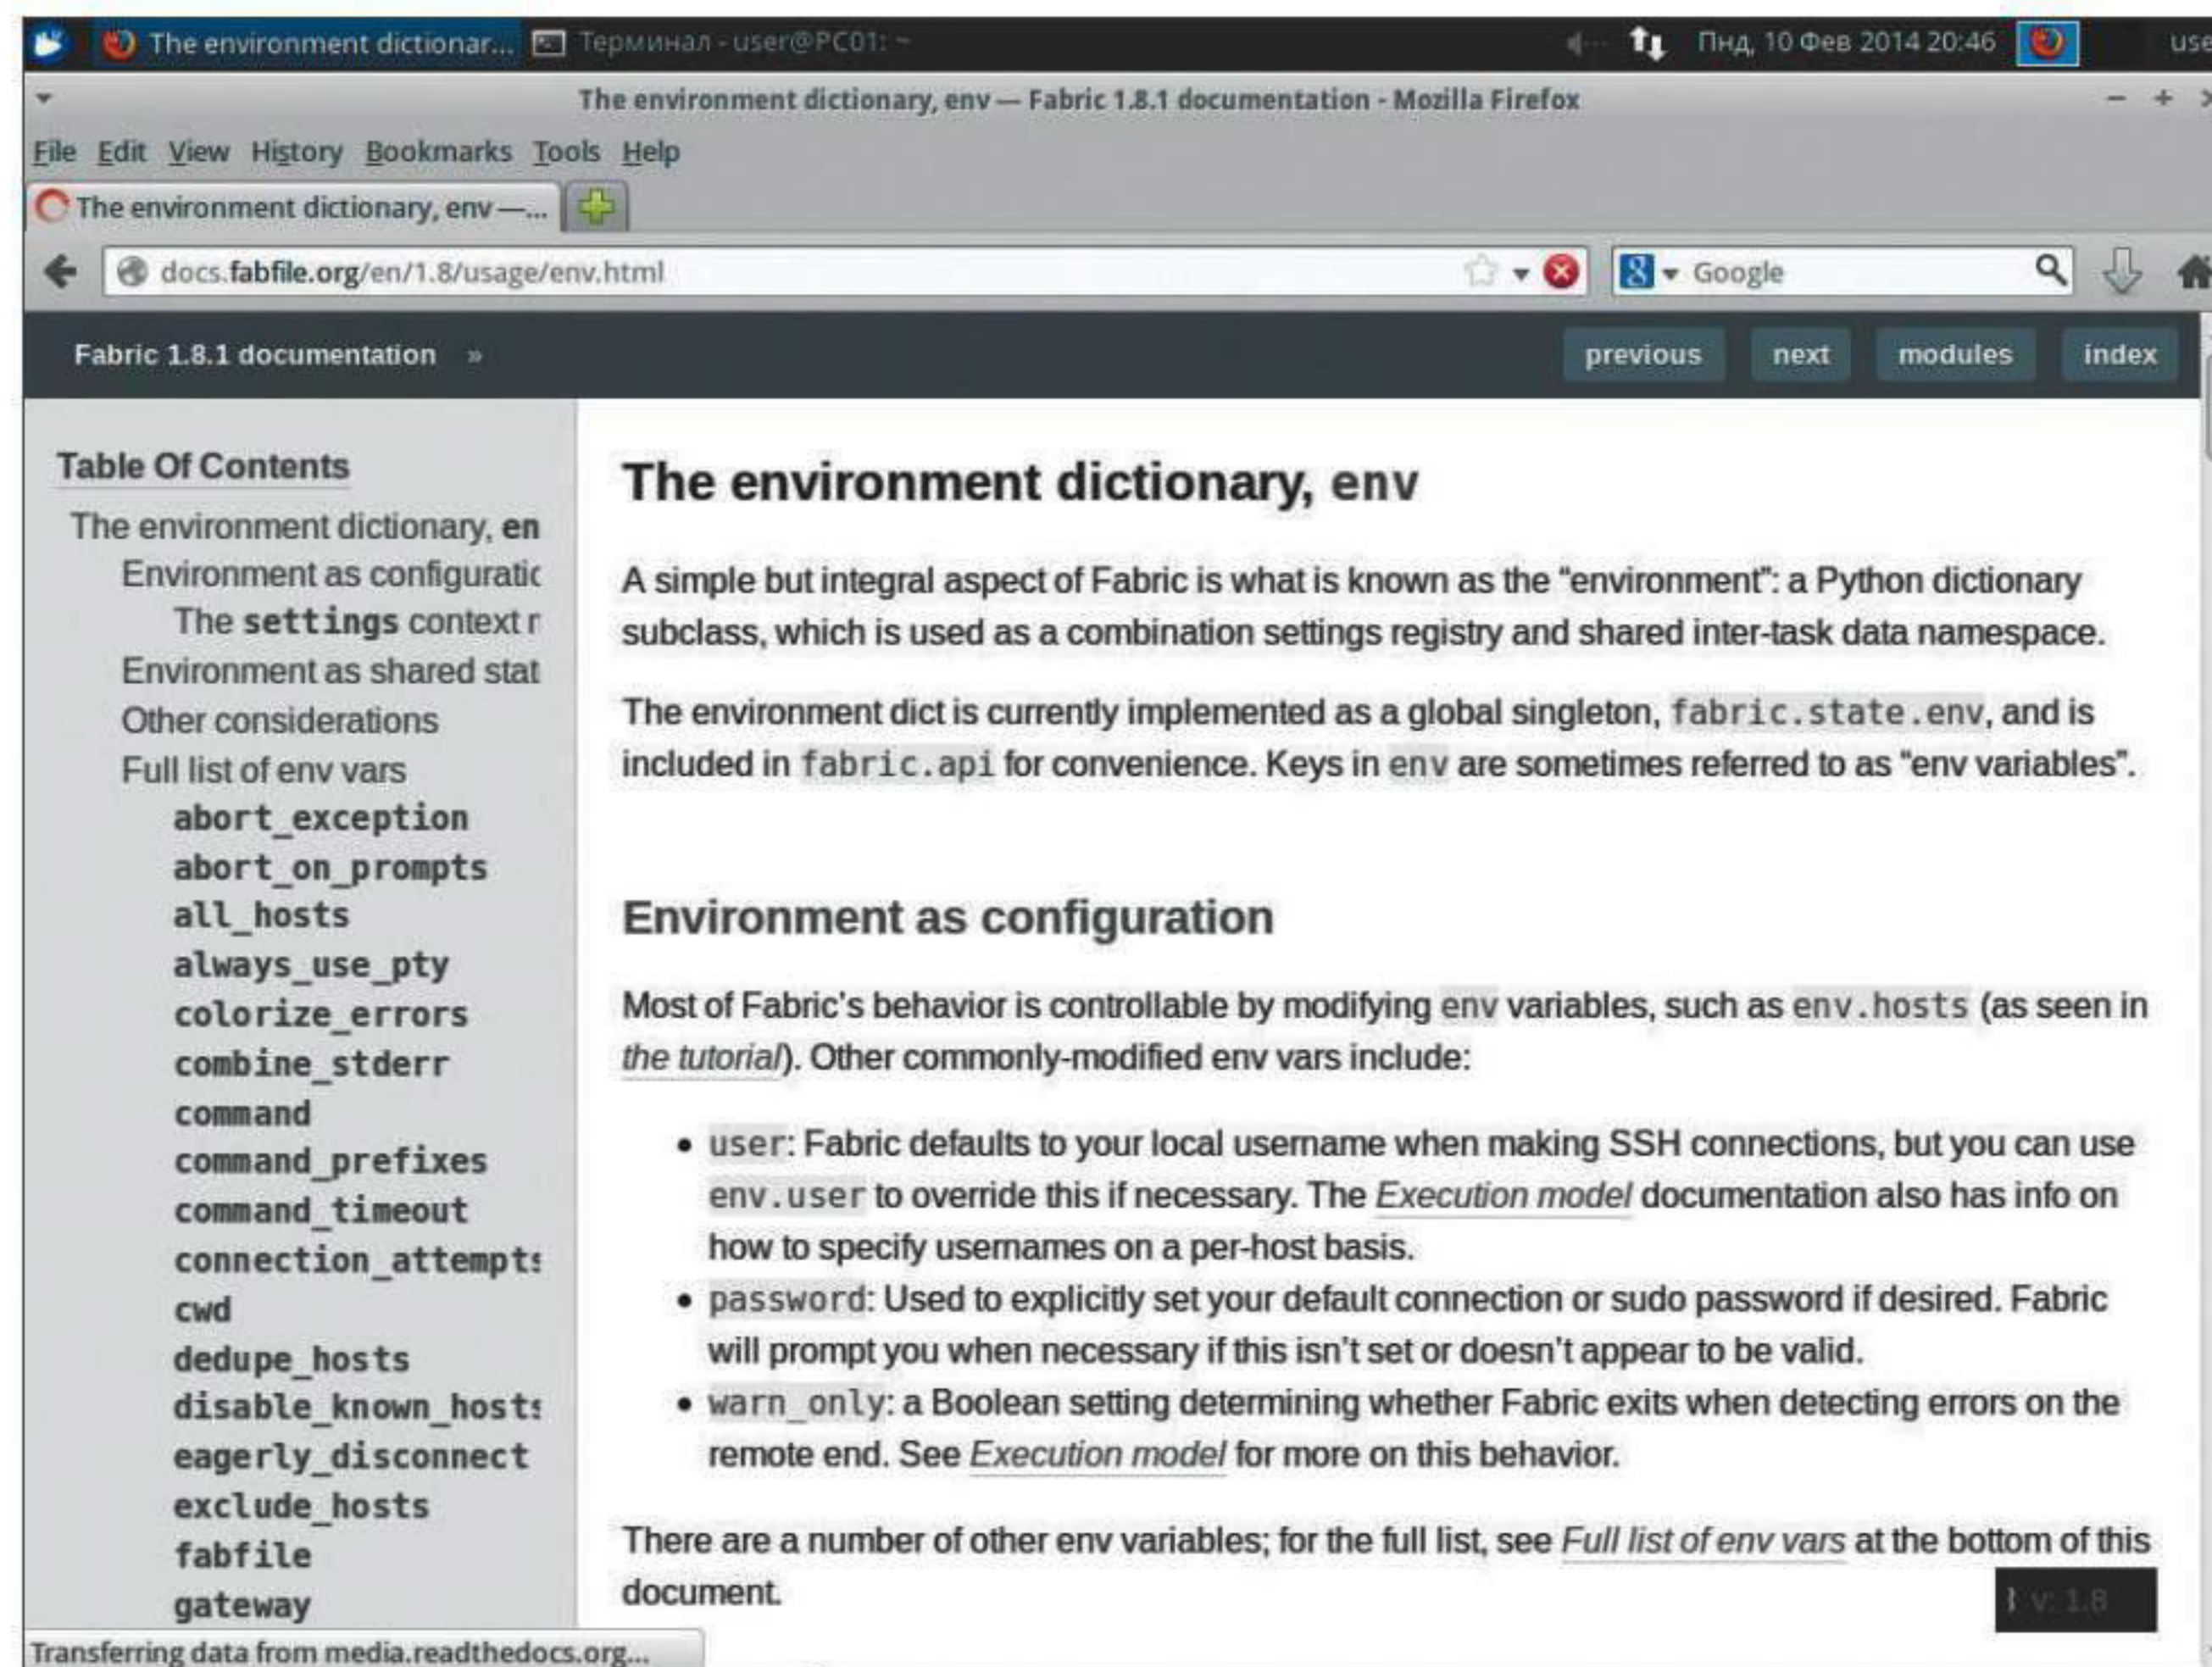 The environment dictionar... Терминал - user@PC01: ~ Пнд, 10 Фев 2014 20:46 use
The environment dictionary, env — Fabric 1.8.1 documentation - Mozilla Firefox
File Edit View History Bookmarks Tools Help
The environment dictionary, env —...
docs.fabfile.org/en/1.8/usage/env.html Google
Fabric 1.8.1 documentation » previous next modules index
Table Of Contents
The environment dictionary, en
Environment as configuratic
The settings context r
Environment as shared stat
Other considerations
Full list of env vars
abort_exception
abort_on_prompts
all_hosts
always_use_pty
colorize_errors
combine_stderr
command
command_prefixes
command_timeout
connection_attempts
cwd
dedupe_hosts
disable_known_hosts
eagerly_disconnect
exclude_hosts
fabfile
gateway
The environment dictionary, env
A simple but integral aspect of Fabric is what is known as the “environment”: a Python dictionary
subclass, which is used as a combination settings registry and shared inter-task data namespace.
The environment dict is currently implemented as a global singleton, fabric.state.env, and is
included in fabric.api for convenience. Keys in env are sometimes referred to as “env variables”.
Environment as configuration
Most of Fabric’s behavior is controllable by modifying env variables, such as env.hosts (as seen in
the tutorial). Other commonly-modified env vars include:
• user: Fabric defaults to your local username when making SSH connections, but you can use
env.user to override this if necessary. The Execution model documentation also has info on
how to specify usernames on a per-host basis.
• password: Used to explicitly set your default connection or sudo password if desired. Fabric
will prompt you when necessary if this isn’t set or doesn’t appear to be valid.
• warn_only: a Boolean setting determining whether Fabric exits when detecting errors on the
remote end. See Execution model for more on this behavior.
There are a number of other env variables; for the full list, see Full list of env vars at the bottom of this
document.
v: 1.8
Transferring data from media.readthedocs.org...